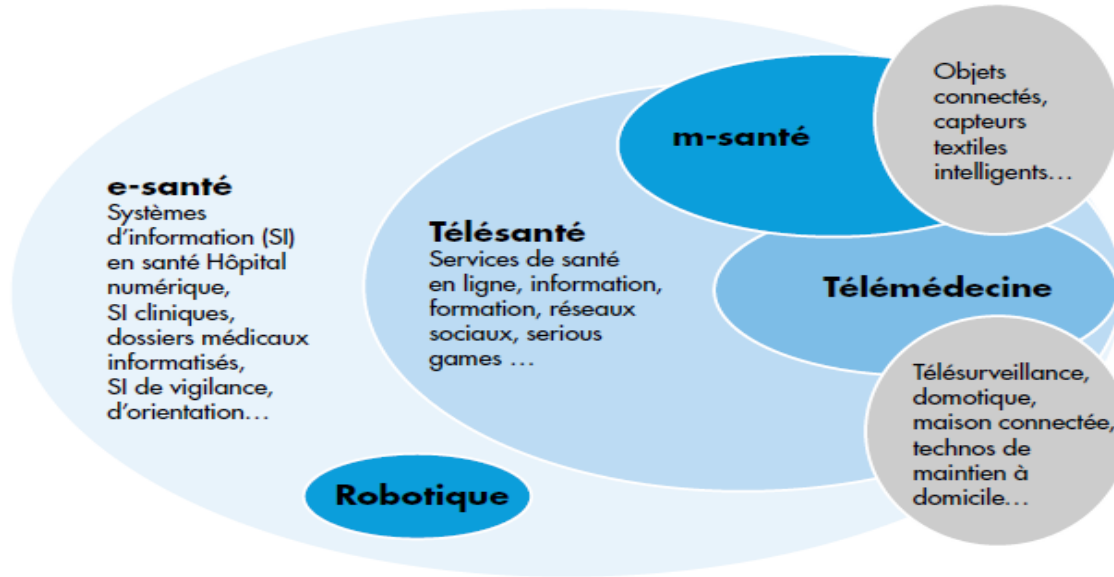 e-santé
Systèmes
d'information (SI)
en santé Hôpital
numérique,
SI cliniques,
dossiers médicaux
informatisés,
SI de vigilance,
d'orientation...
Télésanté
Services de santé
en ligne, information,
formation, réseaux
sociaux, serious
games ...
m-santé
Objets
connectés,
capteurs
textiles
intelligents...
Télémédecine
Télésurveillance,
domotique,
maison connectée,
technos de
maintien à
domicile...
Robotique